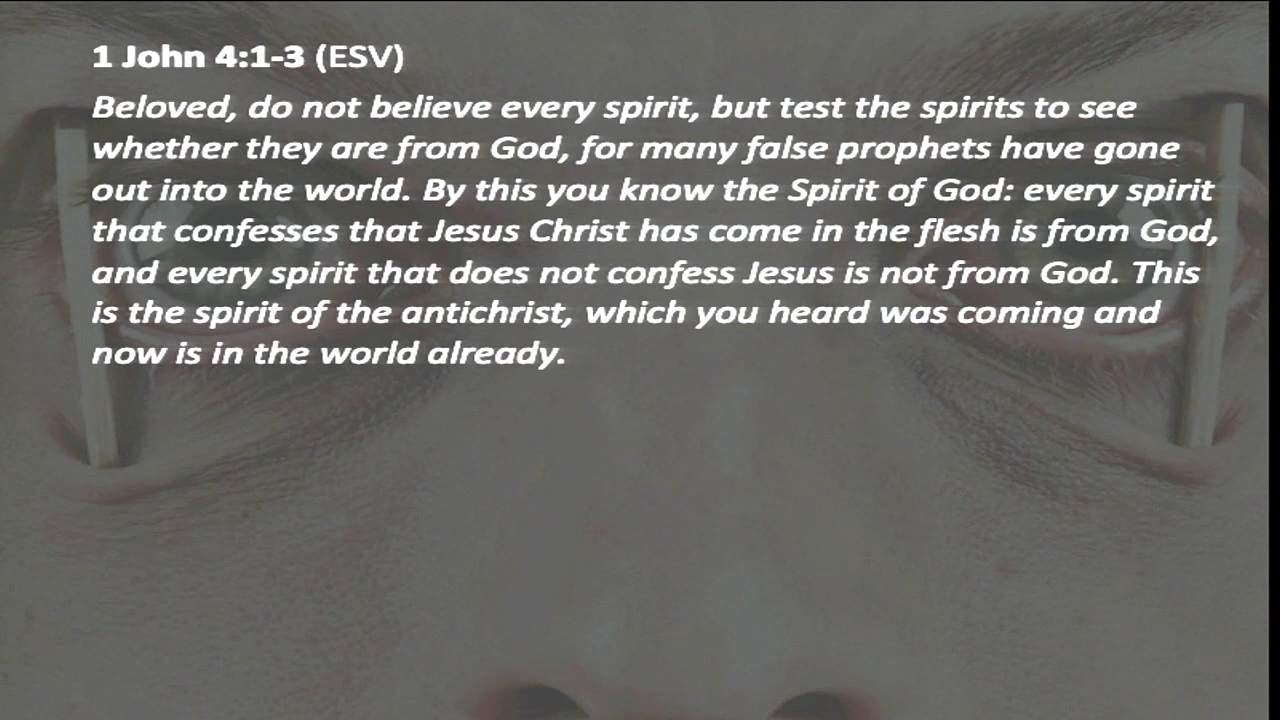 1 John 4:1-3 (ESV)
Beloved, do not believe every spirit, but test the spirits to see
whether they are from God, for many false prophets have gone
out into the world. By this you know the Spirit of God: every spirit
that confesses that Jesus Christ has come in the flesh is from God,
and every spirit that does not confess Jesus is not from God. This
is the spirit of the antichrist, which you heard was coming and
now is in the world already.